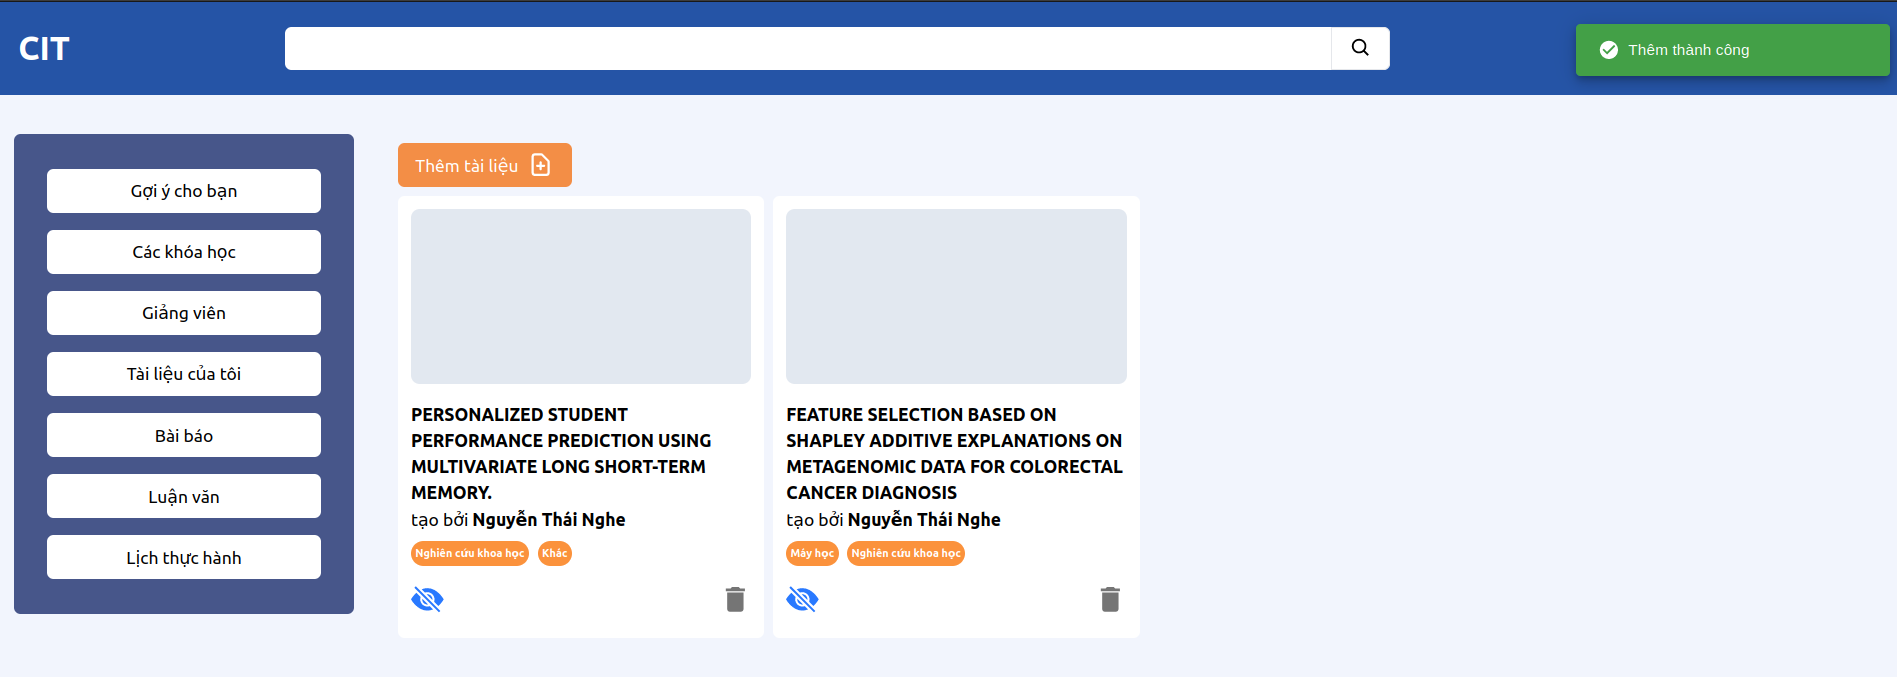 CIT
Thêm thành công
Gợi ý cho bạn
Các khóa học
Giảng viên
Tài liệu của tôi
Bài báo
Luận văn
Lịch thực hành
Thêm tài liệu
PERSONALIZED STUDENT
PERFORMANCE PREDICTION USING
MULTIVARIATE LONG SHORT-TERM
MEMORY.
tạo bởi Nguyễn Thái Nghe
Nghiên cứu khoa học Khác
FEATURE SELECTION BASED ON
SHAPLEY ADDITIVE EXPLANATIONS ON
METAGENOMIC DATA FOR COLORECTAL
CANCER DIAGNOSIS
tạo bởi Nguyễn Thái Nghe
Máy học Nghiên cứu khoa học